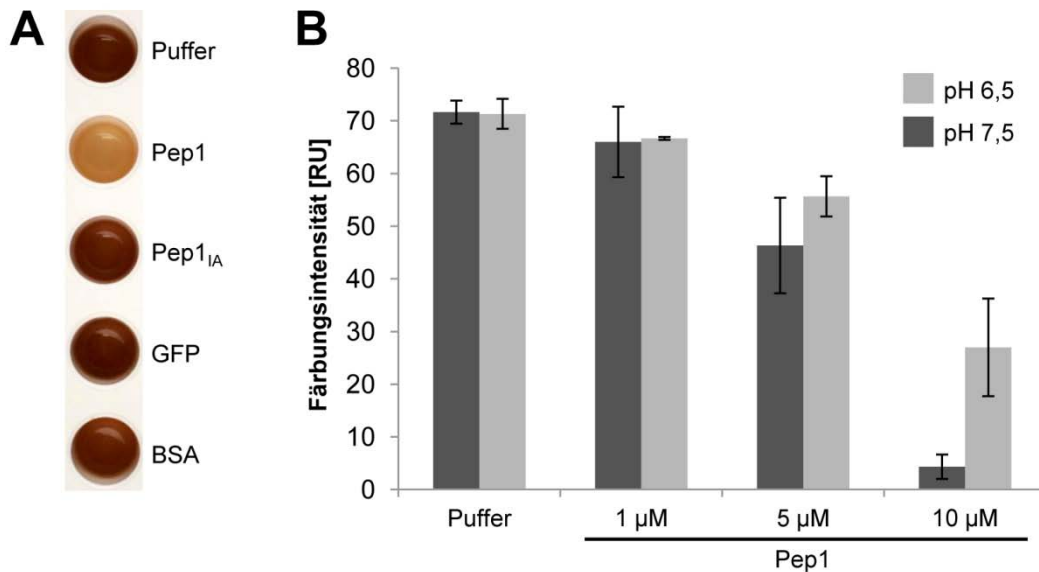 A
Puffer
Pep1
Pep1IA
GFP
BSA
B
Färbungsintensität [RU]
80
70
60
50
40
30
20
10
0
pH 6,5
pH 7,5
Puffer 1 µM 5 µM 10 µM
Pep1